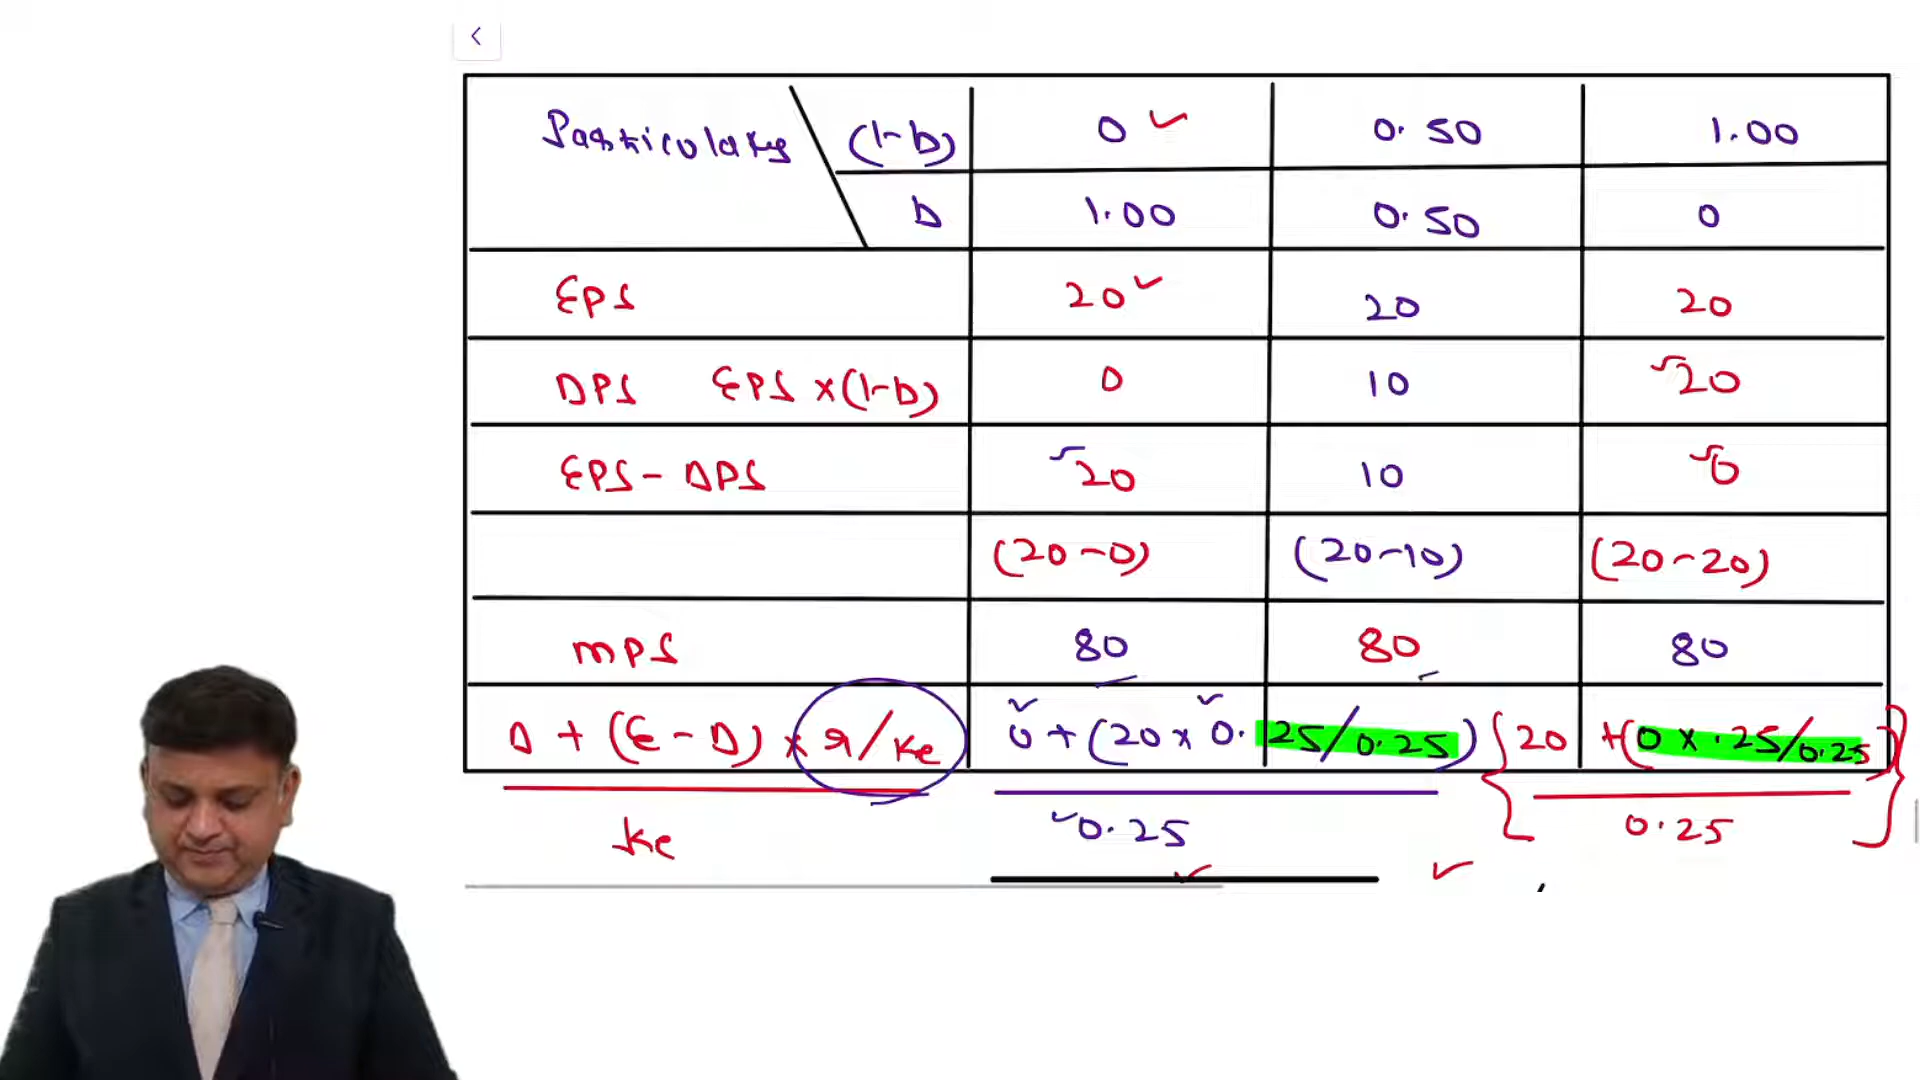 <
Particulars (1-b) 0 ✓ 0.50 1.00
b 1.00 0.50 0
EPS 20 ✓ 20 20
DPS EPS x (1-b) 0 10 20
EPS - DPS 20 10 0
(20-0) (20-10) (20-20)
MPS 80 80 80
D + (E - D) x r/Ke 0 + (20 x 0.25/0.25) {20 + (0 x .25/0.25)}
Ke 0.25 0.25